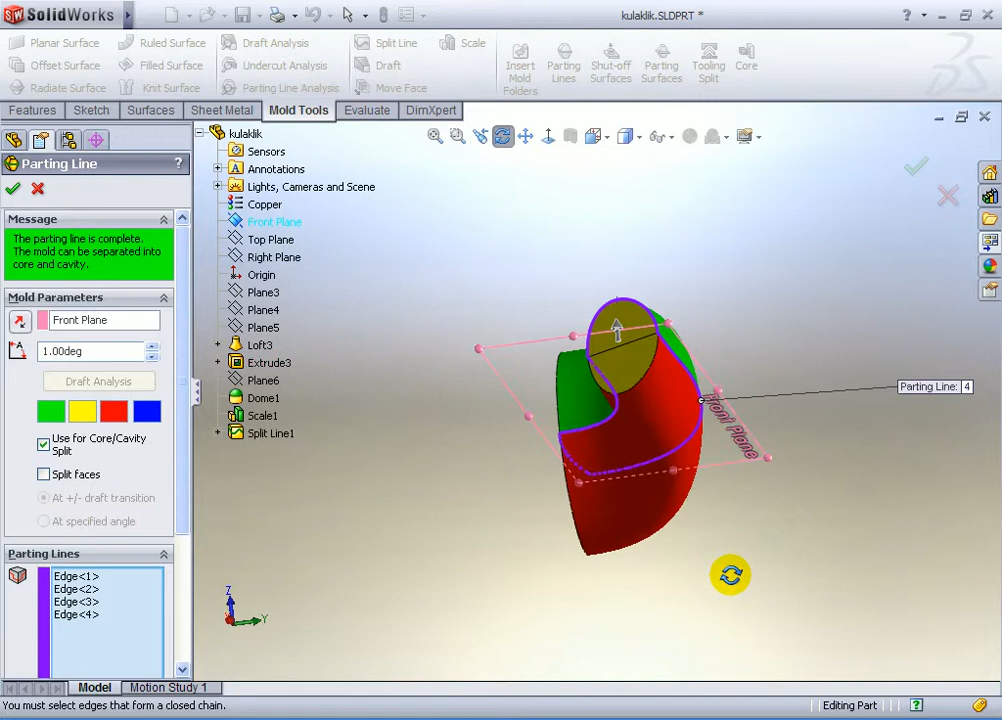 SolidWorks
kulaklik.SLDPRT *
Planar Surface
Ruled Surface
Draft Analysis
Split Line
Scale
Offset Surface
Filled Surface
Undercut Analysis
Draft
Radiate Surface
Knit Surface
Parting Line Analysis
Move Face
Insert Mold Folders
Parting Lines
Shut-off Surfaces
Parting Surfaces
Tooling Split
Core
Features
Sketch
Surfaces
Sheet Metal
Mold Tools
Evaluate
DimXpert
Parting Line
?
Message
The parting line is complete.
The mold can be separated into
core and cavity.
Mold Parameters
Front Plane
1.00deg
Draft Analysis
Use for Core/Cavity
Split
Split faces
At +/- draft transition
At specified angle
Parting Lines
Edge<1>
Edge<2>
Edge<3>
Edge<4>
kulaklik
Sensors
Annotations
Lights, Cameras and Scene
Copper
Front Plane
Top Plane
Right Plane
Origin
Plane3
Plane4
Plane5
Loft3
Extrude3
Plane6
Dome1
Scale1
Split Line1
Front Plane
Parting Line: 4
Z
Y
Model
Motion Study 1
You must select edges that form a closed chain.
Editing Part